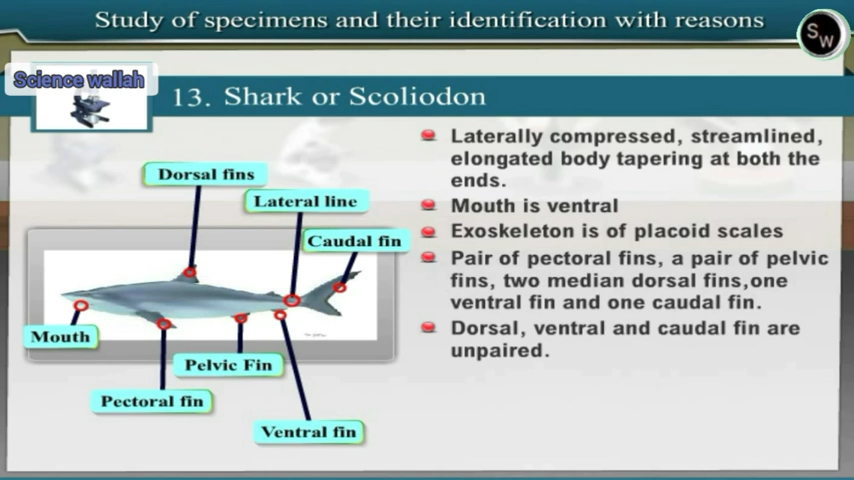 Study of specimens and their identification with reasons
SW
Science wallah
13. Shark or Scoliodon
Laterally compressed, streamlined,
elongated body tapering at both the
ends.
Mouth is ventral
Exoskeleton is of placoid scales
Pair of pectoral fins, a pair of pelvic
fins, two median dorsal fins,one
ventral fin and one caudal fin.
Dorsal, ventral and caudal fin are
unpaired.
Dorsal fins
Lateral line
Caudal fin
Mouth
Pelvic Fin
Pectoral fin
Ventral fin